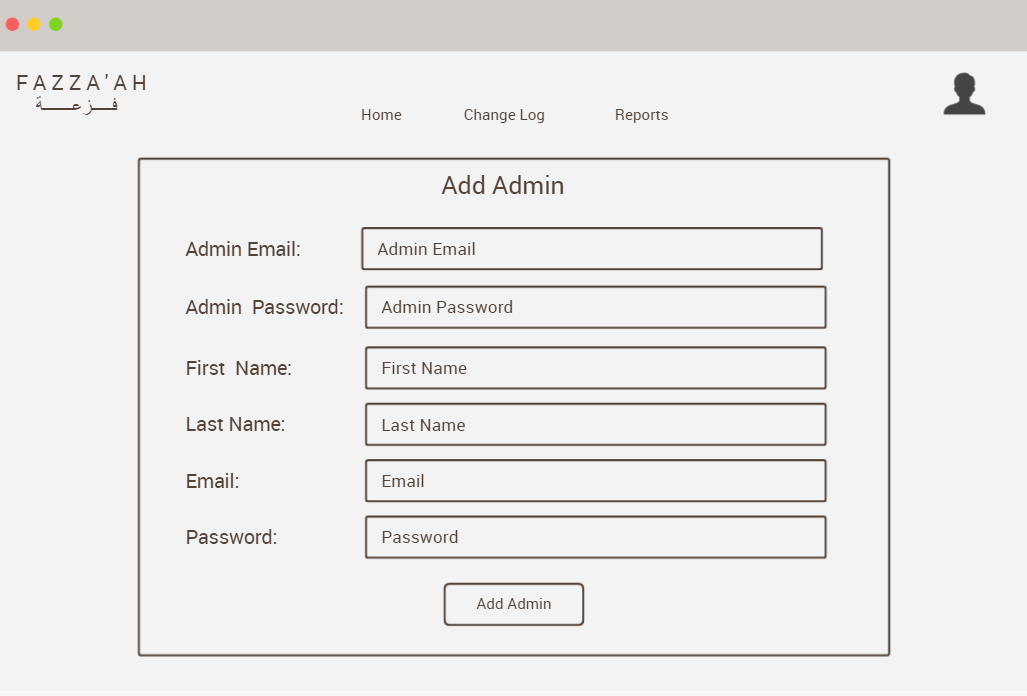 FAZZA'AH
فـــزعـــــة
Home Change Log Reports
Add Admin
Admin Email: Admin Email
Admin Password: Admin Password
First Name: First Name
Last Name: Last Name
Email: Email
Password: Password
Add Admin